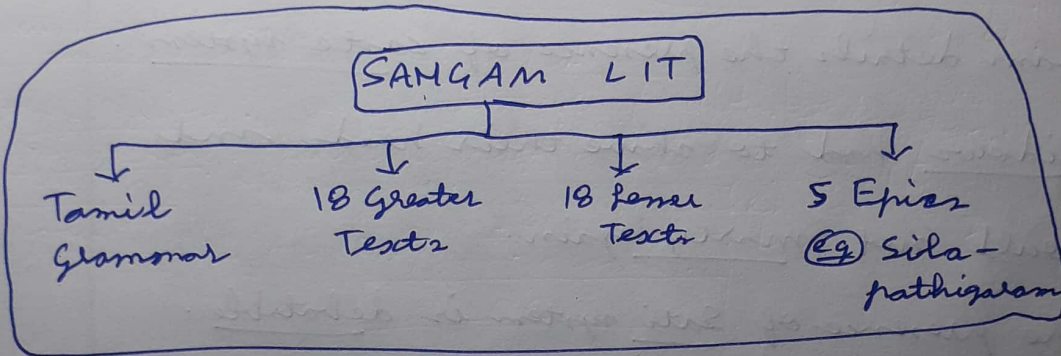 SAMGAM LIT
Tamil Grammar
18 Greater Texts
18 Lesser Texts
5 Epics
eg Sila-
pathigaram